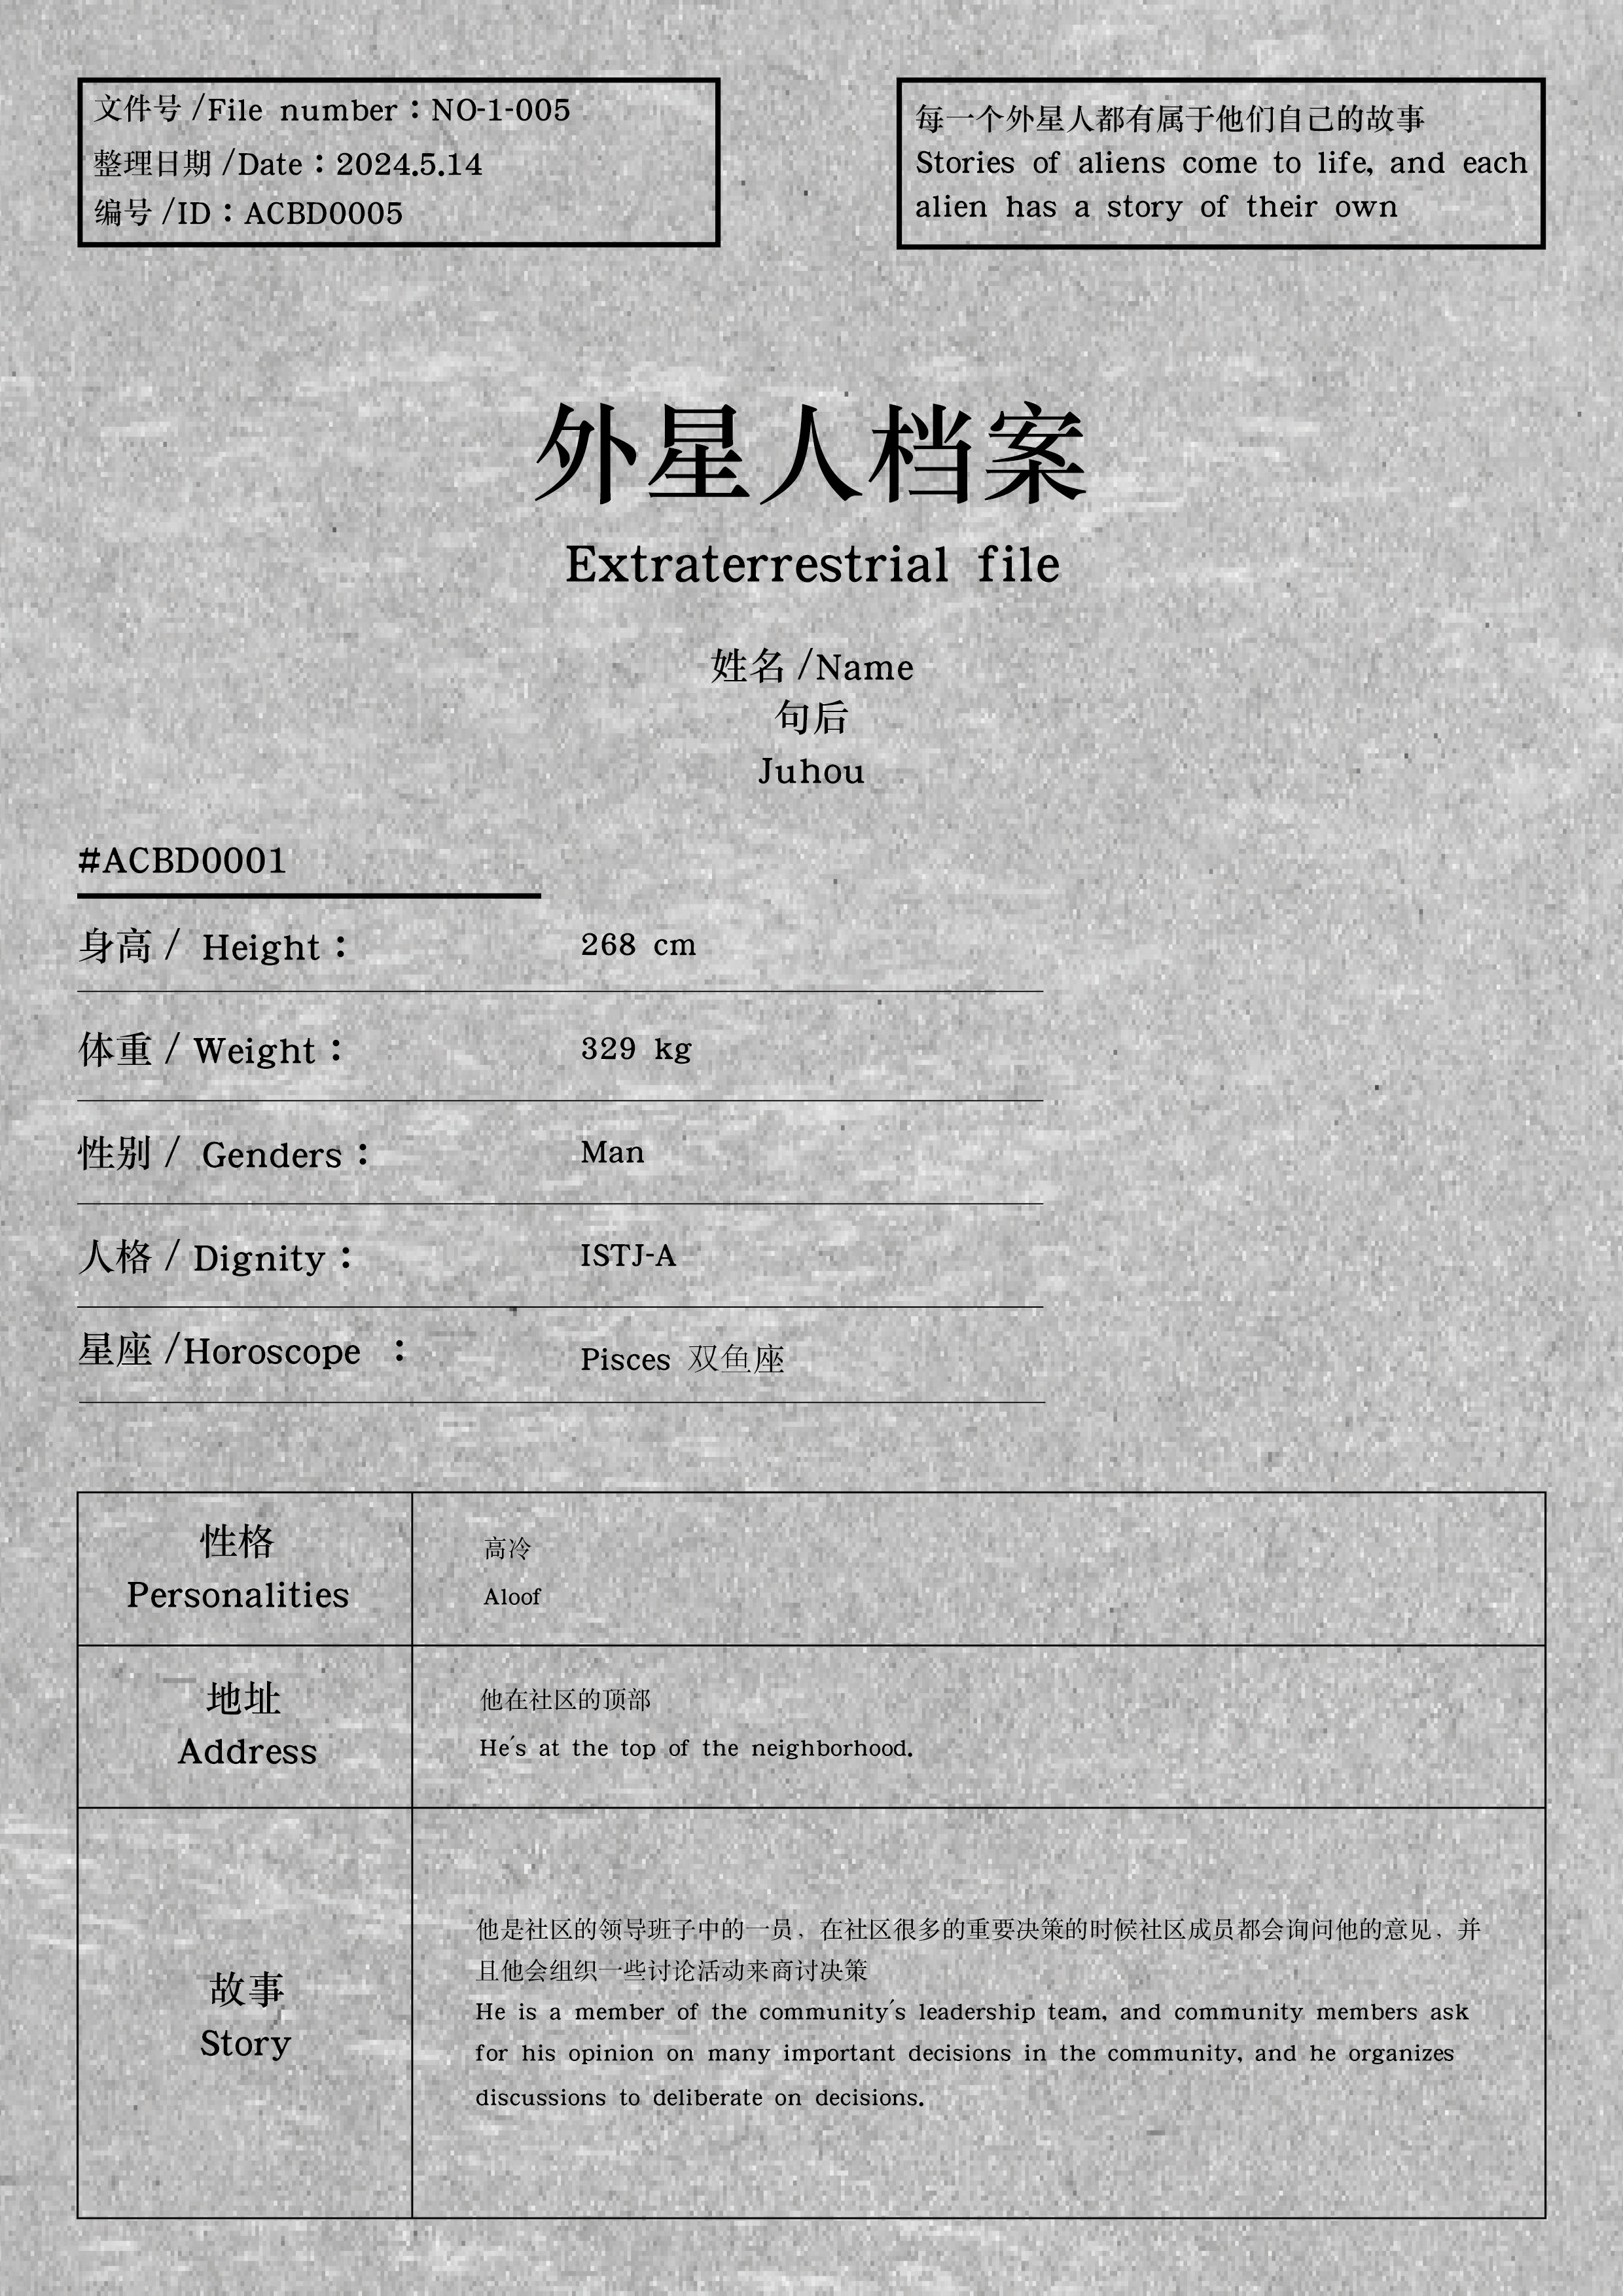 文件号 /File number：NO-1-005
整理日期 /Date：2024.5.14
编号 /ID：ACBD0005
每一个外星人都有属于他们自己的故事
Stories of aliens come to life, and each
alien has a story of their own
外星人档案
Extraterrestrial file
姓名 /Name
句后
Juhou
#ACBD0001
身高 / Height： 268 cm
体重 / Weight： 329 kg
性别 / Genders： Man
人格 / Dignity： ISTJ-A
星座 /Horoscope ： Pisces 双鱼座
性格
Personalities
高冷
Aloof
地址
Address
他在社区的顶部
He's at the top of the neighborhood.
故事
Story
他是社区的领导班子中的一员，在社区很多的重要决策的时候社区成员都会询问他的意见，并
且他会组织一些讨论活动来商讨决策
He is a member of the community's leadership team, and community members ask
for his opinion on many important decisions in the community, and he organizes
discussions to deliberate on decisions.